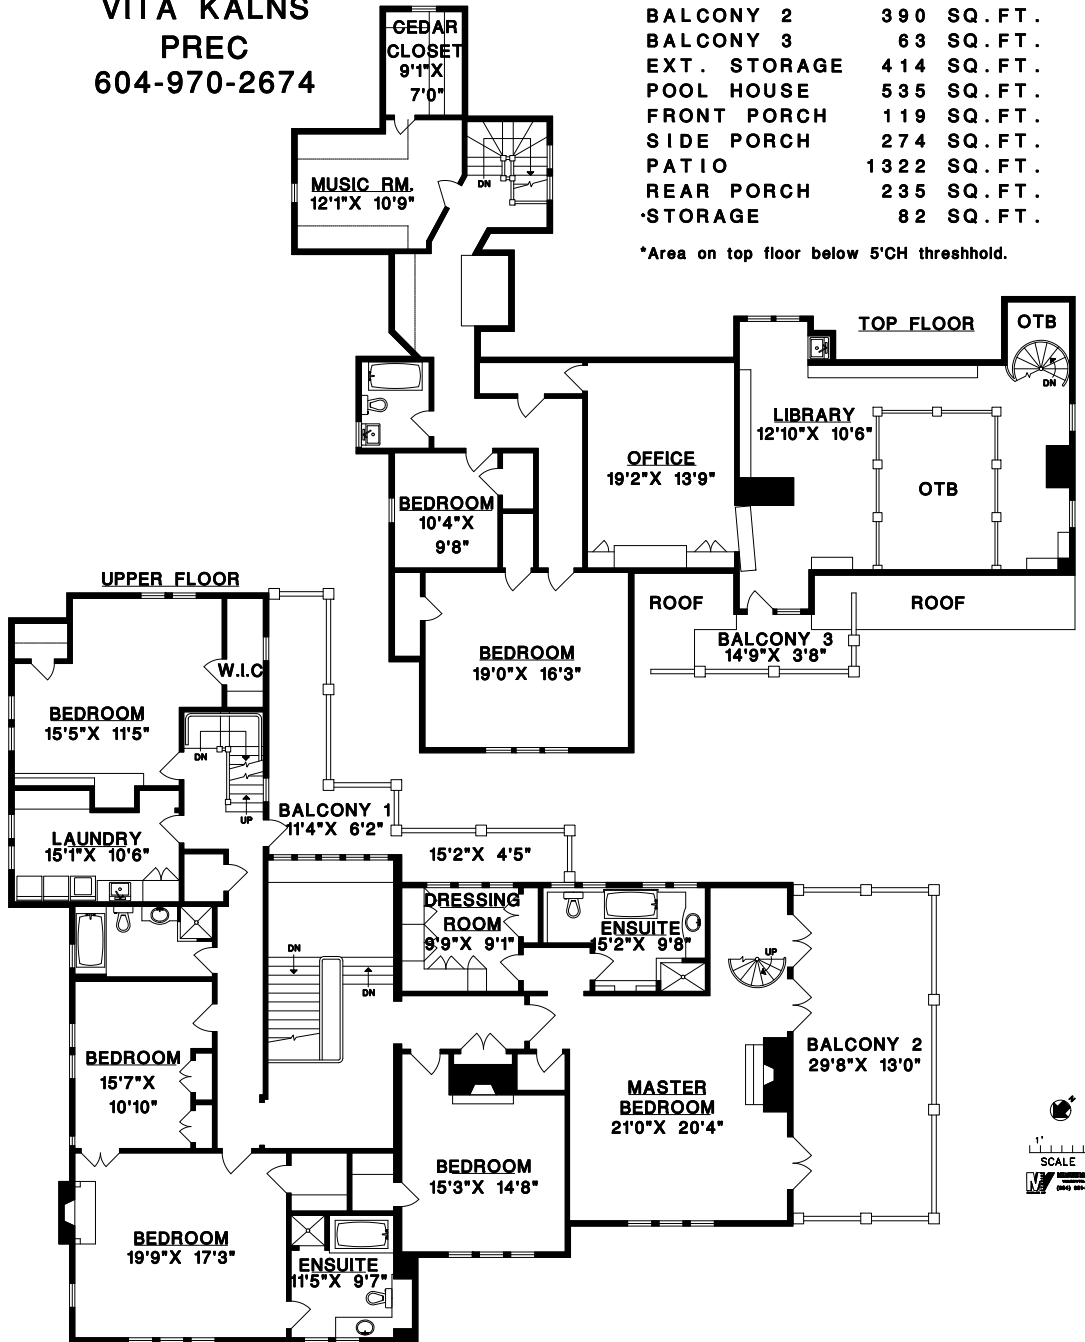 VITA KALNS
PREC
604-970-2674
BALCONY 2 390 SQ.FT.
BALCONY 3 63 SQ.FT.
EXT. STORAGE 414 SQ.FT.
POOL HOUSE 535 SQ.FT.
FRONT PORCH 119 SQ.FT.
SIDE PORCH 274 SQ.FT.
PATIO 1322 SQ.FT.
REAR PORCH 235 SQ.FT.
*STORAGE 82 SQ.FT.
*Area on top floor below 5'CH threshhold.
CEDAR
CLOSET
9'1"X
7'0"
MUSIC RM.
12'1"X 10'9"
DN
TOP FLOOR
OTB
DN
LIBRARY
12'10"X 10'6"
OTB
OFFICE
19'2"X 13'9"
BEDROOM
10'4"X
9'8"
ROOF
ROOF
BALCONY 3
14'9"X 3'8"
BEDROOM
19'0"X 16'3"
UPPER FLOOR
W.I.C
BEDROOM
15'5"X 11'5"
DN
UP
BALCONY 1
11'4"X 6'2"
LAUNDRY
15'1"X 10'6"
15'2"X 4'5"
DRESSING
ROOM
9'9"X 9'1"
ENSUITE
15'2"X 9'8"
DN
DN
UP
BALCONY 2
29'8"X 13'0"
BEDROOM
15'7"X
10'10"
MASTER
BEDROOM
21'0"X 20'4"
BEDROOM
15'3"X 14'8"
BEDROOM
19'9"X 17'3"
ENSUITE
11'5"X 9'7"
N
1'
SCALE